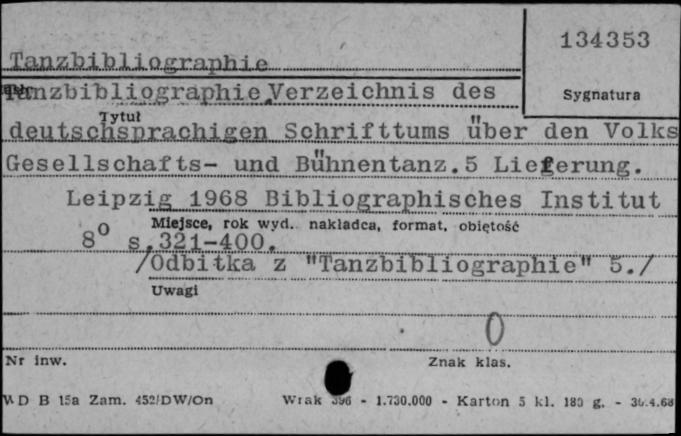 134353
Tanzbibliographie
Sygnatura
Tanzbibliographie.Verzeichnis des
Tytuł
deutschsprachigen Schrifttums über den Volks
Gesellschafts- und Bühnentanz.5 Lieferung.
Leipzig 1968 Bibliographisches Institut
Miejsce, rok wyd. nakładca, format, objętość
8° s.321-400.
/Odbitka z "Tanzbibliographie" 5./
Uwagi
0
Nr inw.
Znak klas.
WD B 15a Zam. 452/DW/On Wrak 396 - 1.730.000 - Karton 5 kl. 180 g. - 30.4.68